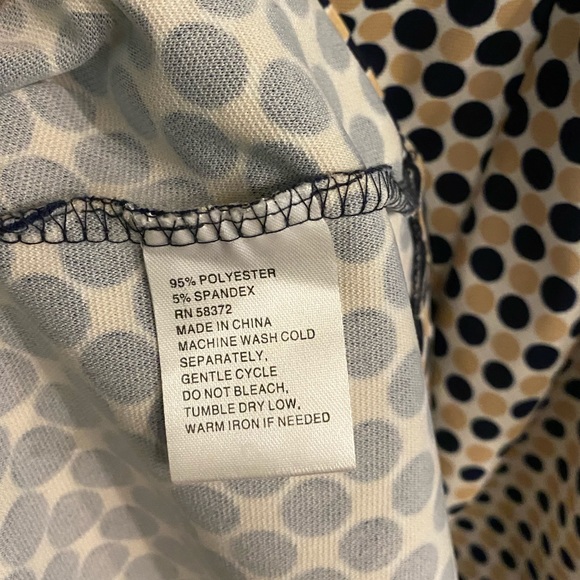 95% POLYESTER
5% SPANDEX
RN 58372
MADE IN CHINA
MACHINE WASH COLD
SEPARATELY,
GENTLE CYCLE
DO NOT BLEACH,
TUMBLE DRY LOW,
WARM IRON IF NEEDED